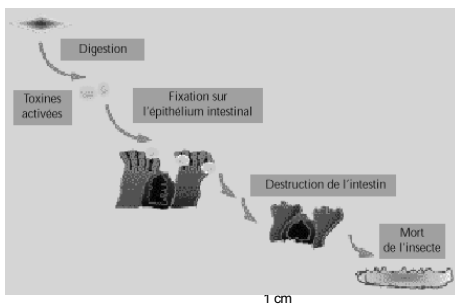 Digestion
Toxines
activées
Fixation sur
l'épithélium intestinal
Destruction de l'intestin
Mort
de l'insecte
1 cm